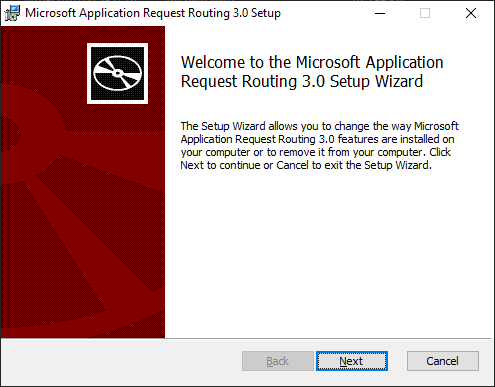 Microsoft Application Request Routing 3.0 Setup
Welcome to the Microsoft Application
Request Routing 3.0 Setup Wizard
The Setup Wizard allows you to change the way Microsoft
Application Request Routing 3.0 features are installed on
your computer or to remove it from your computer. Click
Next to continue or Cancel to exit the Setup Wizard.
Back
Next
Cancel